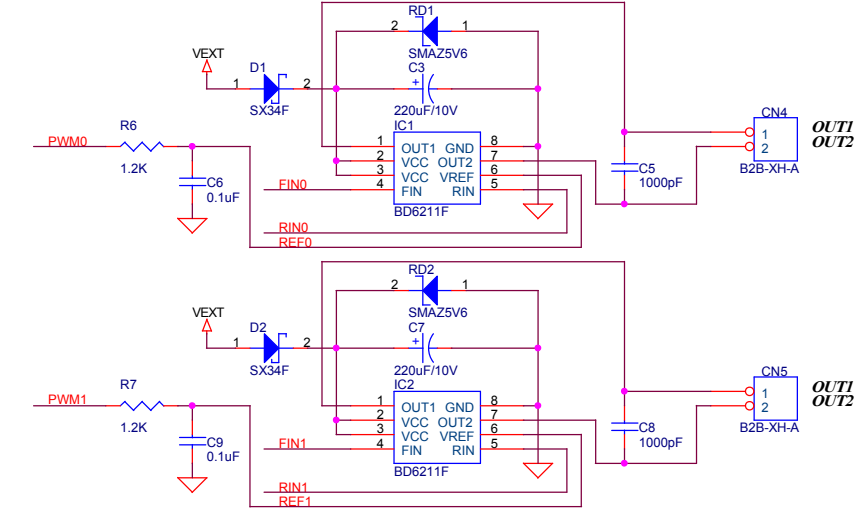 RD1
2 1
SMAZ5V6
VEXT
D1
1 2
SX34F
C3
+
220uF/10V
IC1
1 OUT1 GND 8
2 VCC OUT2 7
3 VCC VREF 6
4 FIN RIN 5
BD6211F
PWM0
R6
1.2K
C6
0.1uF
FIN0
RIN0
REF0
C5
1000pF
CN4
1 OUT1
2 OUT2
B2B-XH-A
RD2
2 1
SMAZ5V6
VEXT
D2
1 2
SX34F
C7
+
220uF/10V
IC2
1 OUT1 GND 8
2 VCC OUT2 7
3 VCC VREF 6
4 FIN RIN 5
BD6211F
PWM1
R7
1.2K
C9
0.1uF
FIN1
RIN1
REF1
C8
1000pF
CN5
1 OUT1
2 OUT2
B2B-XH-A